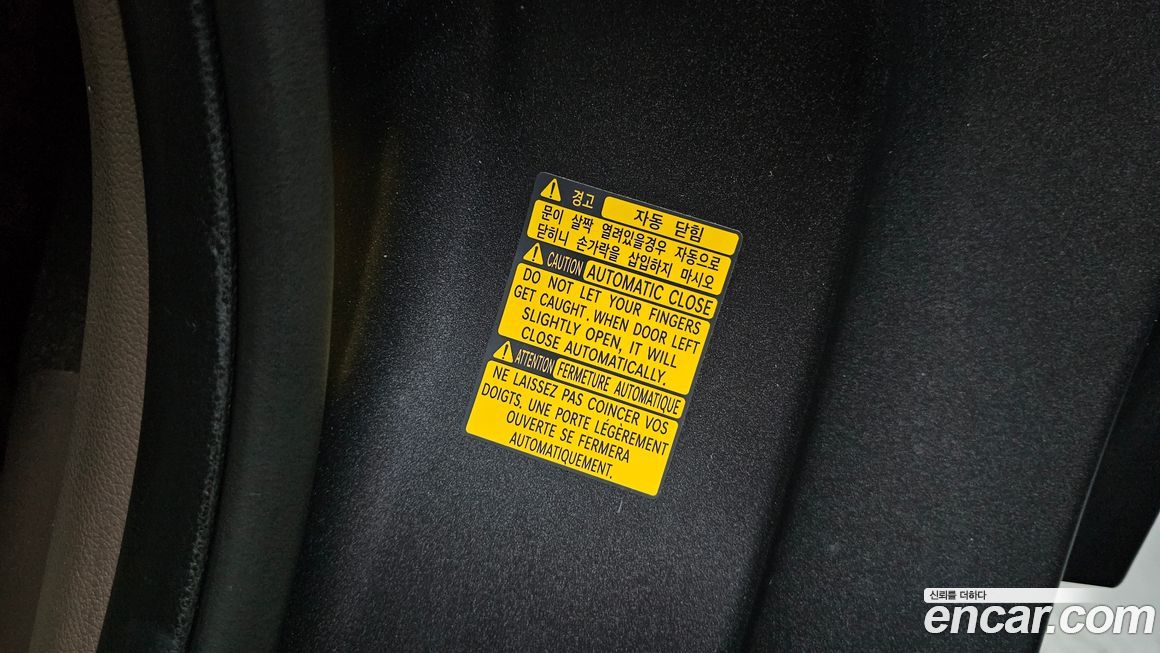 경고 자동 닫힘
문이 살짝 열려있을경우 자동으로
닫히니 손가락을 삽입하지 마시오
CAUTION AUTOMATIC CLOSE
DO NOT LET YOUR FINGERS
GET CAUGHT. WHEN DOOR LEFT
SLIGHTLY OPEN, IT WILL
CLOSE AUTOMATICALLY.
ATTENTION FERMETURE AUTOMATIQUE
NE LAISSEZ PAS COINCER VOS
DOIGTS. UNE PORTE LÉGÈREMENT
OUVERTE SE FERMERA
AUTOMATIQUEMENT.
신뢰를 더하다
encar.com